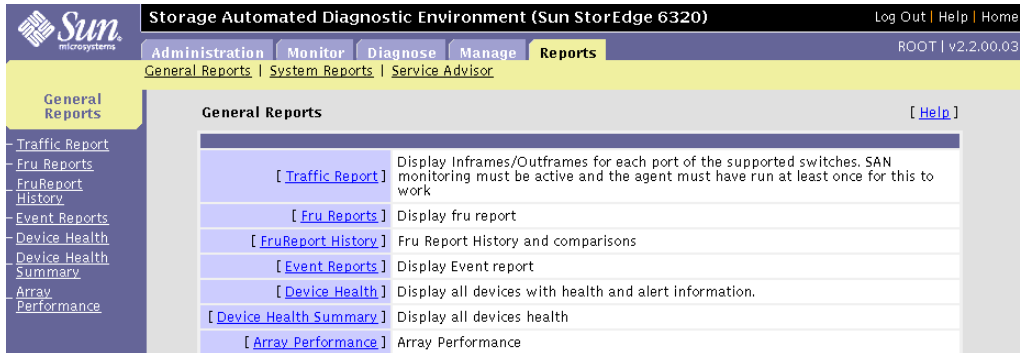 Sun
microsystems
Storage Automated Diagnostic Environment (Sun StorEdge 6320)
Log Out | Help | Home
Administration
Monitor
Diagnose
Manage
Reports
ROOT | v2.2.00.03
General Reports | System Reports | Service Advisor
General
Reports
Traffic Report
Fru Reports
FruReport
History
Event Reports
Device Health
Device Health
Summary
Array
Performance
General Reports
[ Help ]
[ Traffic Report ]
Display Inframes/Outframes for each port of the supported switches. SAN
monitoring must be active and the agent must have run at least once for this to
work
[ Fru Reports ] Display fru report
[ FruReport History ] Fru Report History and comparisons
[ Event Reports ] Display Event report
[ Device Health ] Display all devices with health and alert information.
[ Device Health Summary ] Display all devices health
[ Array Performance ] Array Performance